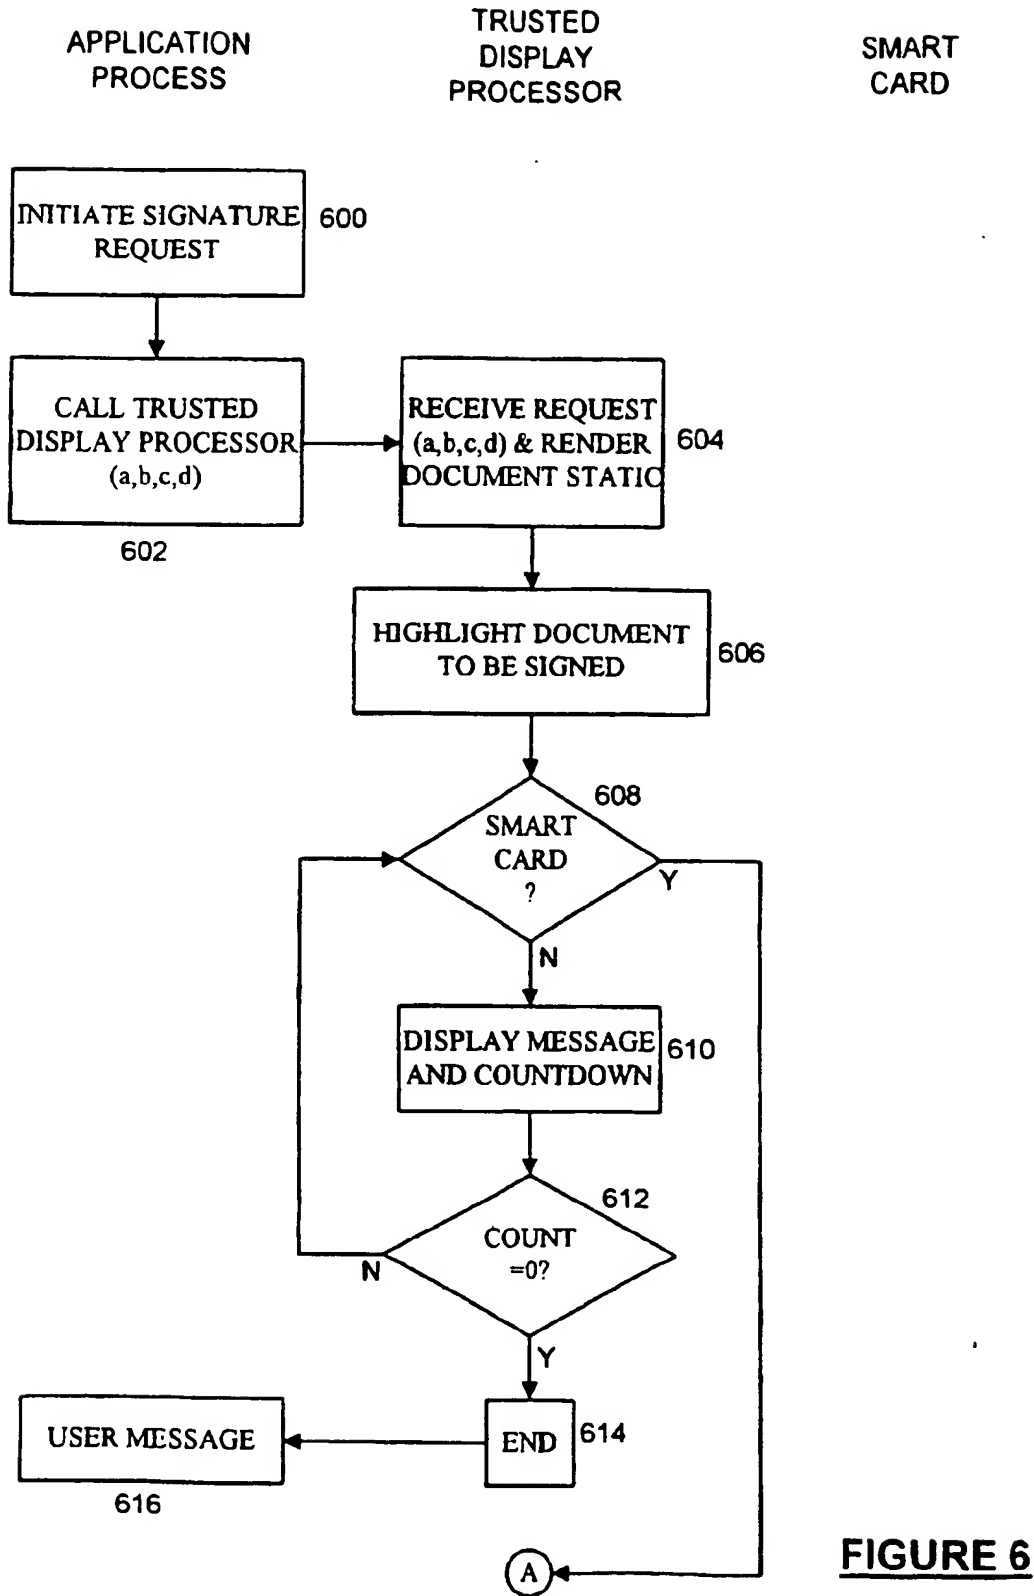 APPLICATION
PROCESS
TRUSTED
DISPLAY
PROCESSOR
SMART
CARD
INITIATE SIGNATURE
REQUEST
600
CALL TRUSTED
DISPLAY PROCESSOR
(a,b,c,d)
602
RECEIVE REQUEST
(a,b,c,d) & RENDER
DOCUMENT STATIC
604
HIGHLIGHT DOCUMENT
TO BE SIGNED
606
608
SMART
CARD
?
Y
N
DISPLAY MESSAGE
AND COUNTDOWN
610
612
COUNT
=0?
N
Y
END
614
USER MESSAGE
616
A
FIGURE 6